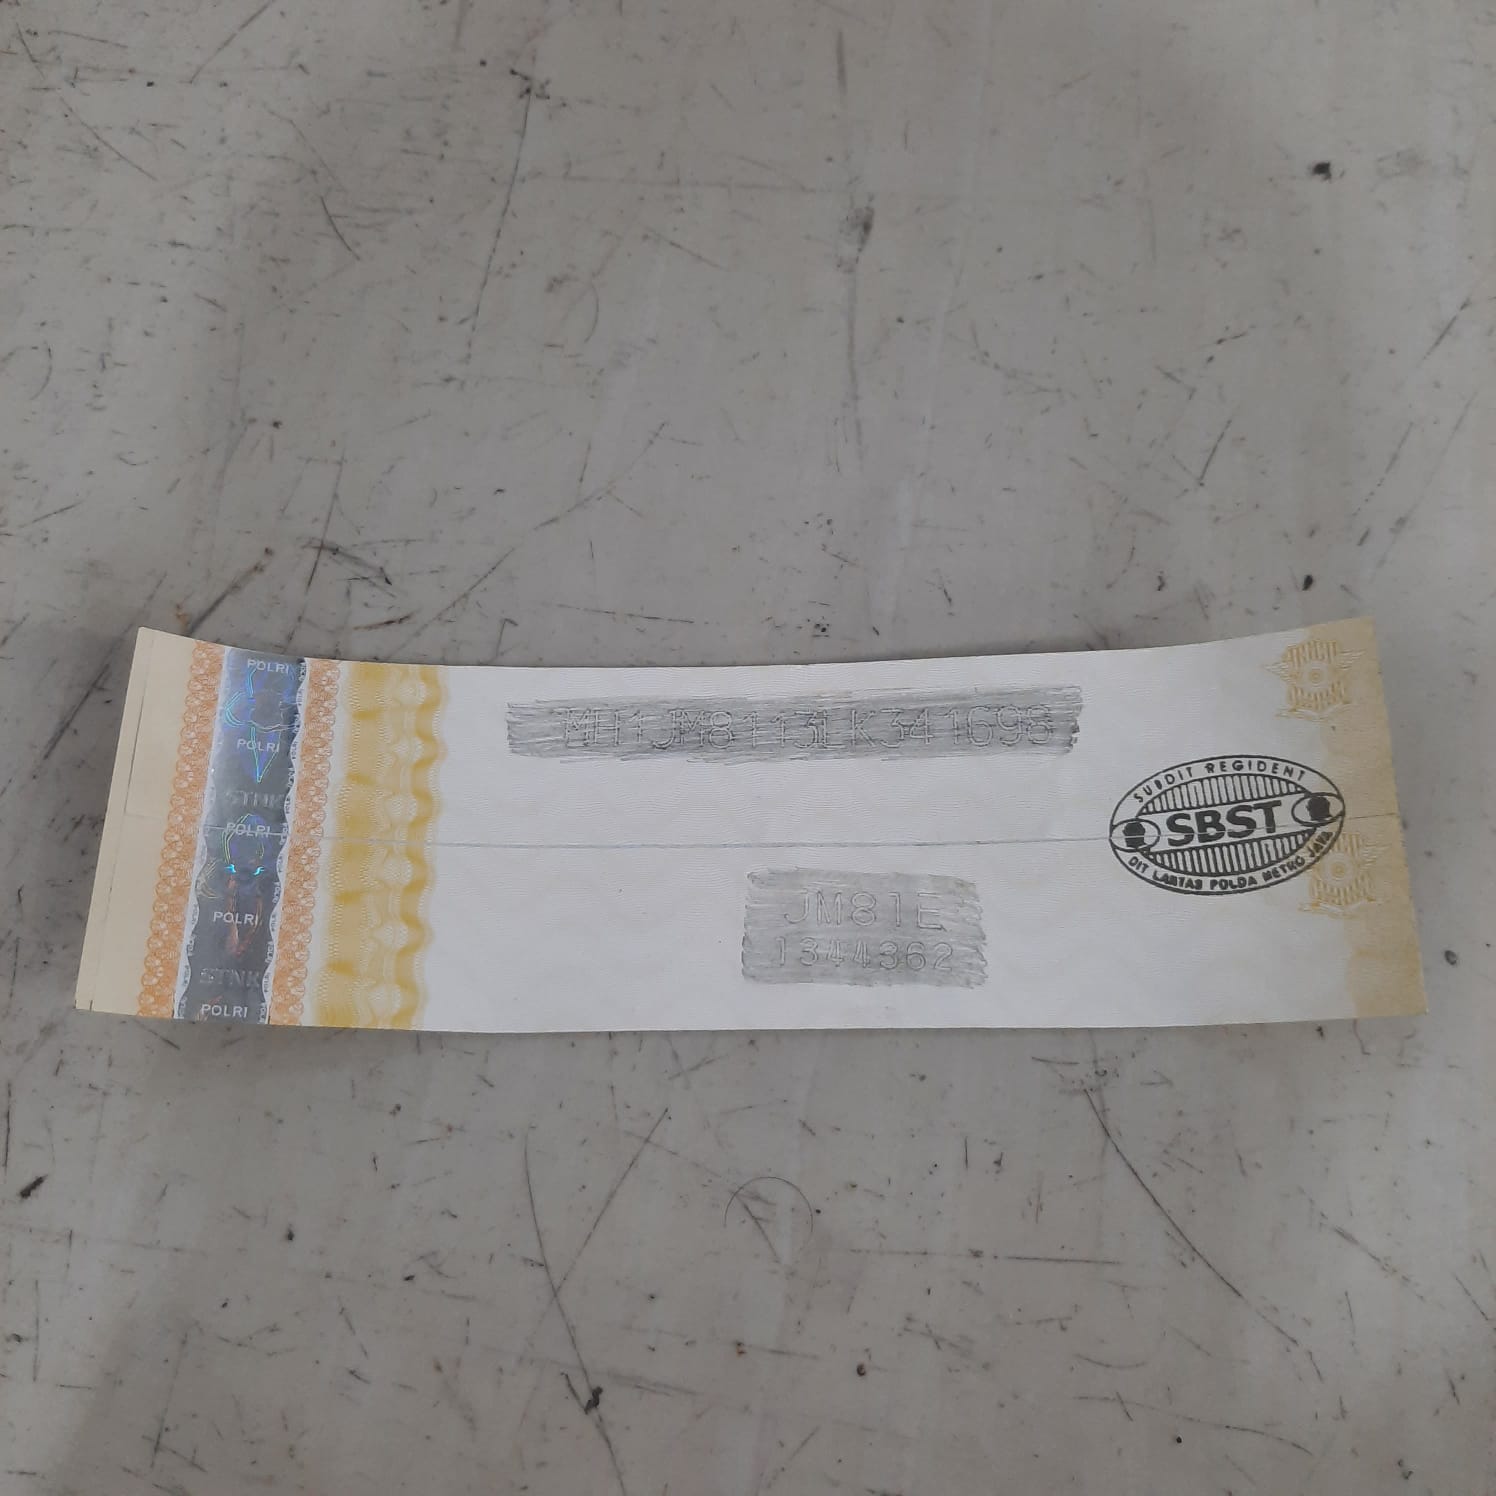 POLRI
POLRI
STNK
POLRI
POLRI
STNK
POLRI
MH1JM8113LK341698
SUBDIT REGIDENT
SBST
DIT LANTAS POLDA METRO JAYA
JM81E
1344362